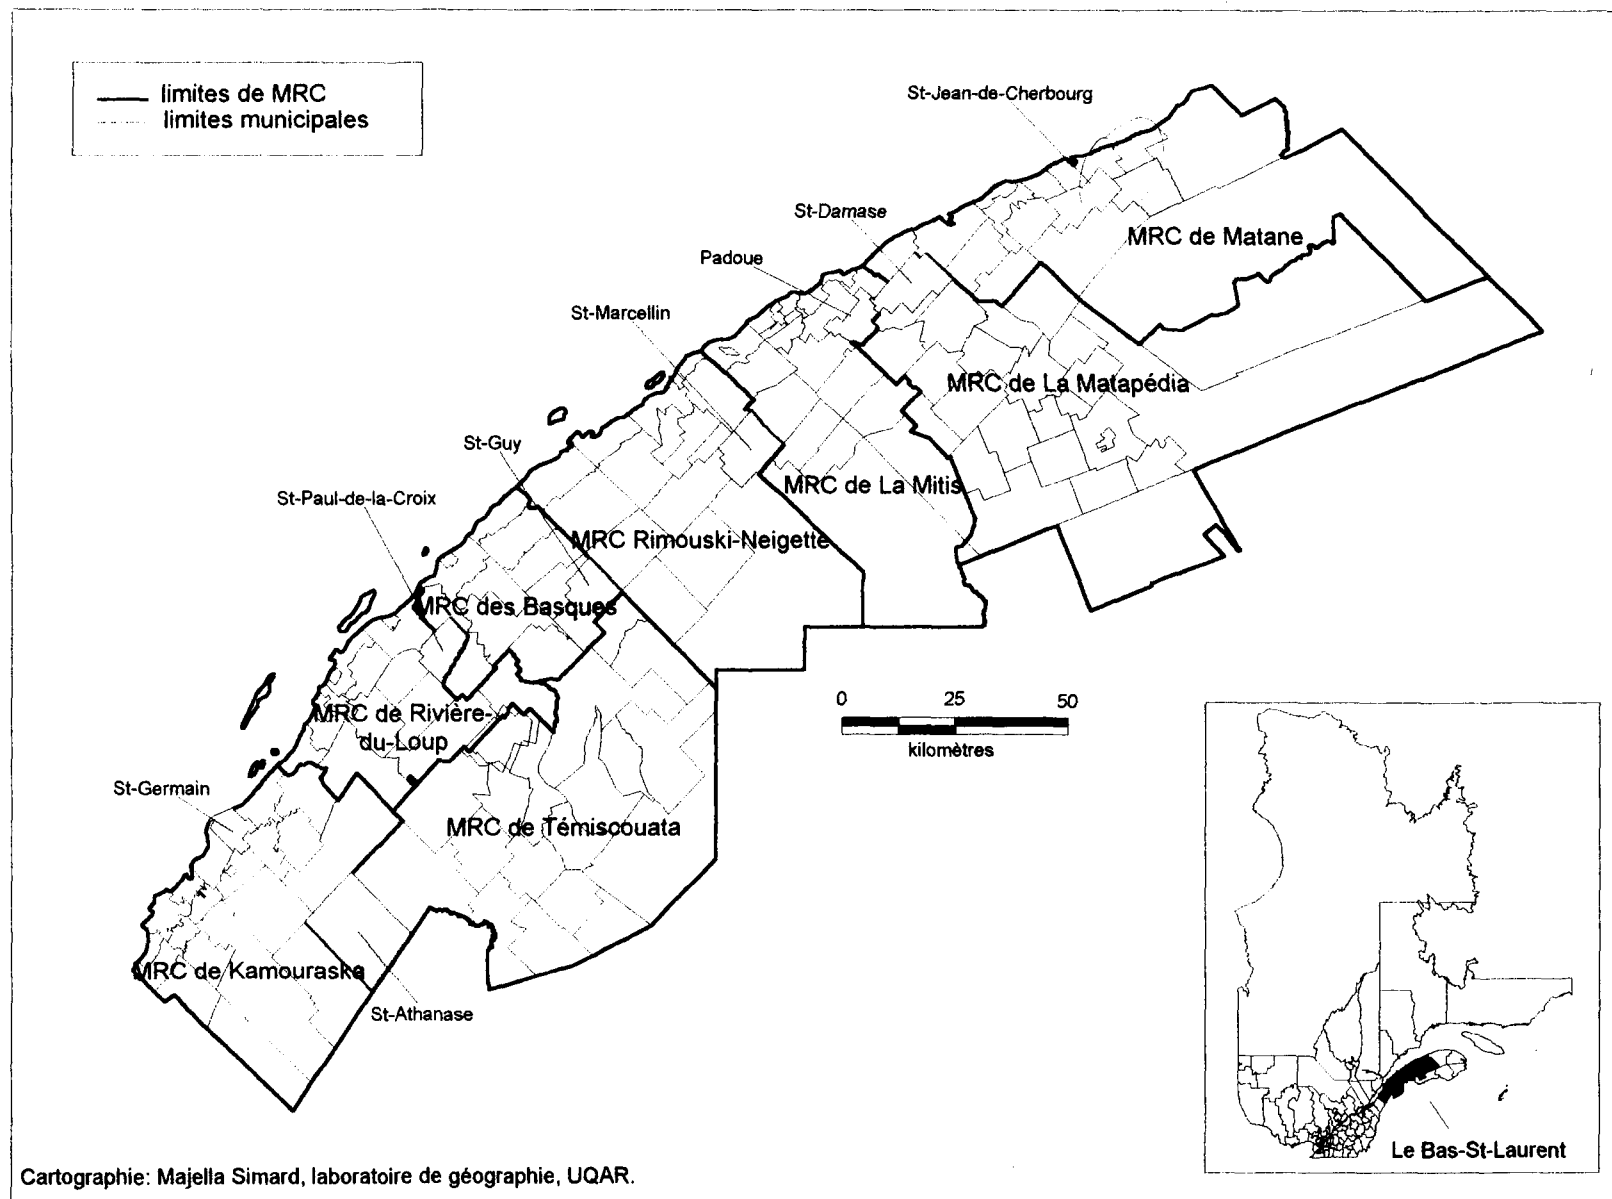 limites de MRC
limites municipales
St-Jean-de-Cherbourg
St-Damase
MRC de Matane
Padoue
St-Marcellin
MRC de La Matapédia
St-Guy
MRC de La Mitis
St-Paul-de-la-Croix
MRC Rimouski-Neigette
MRC des Basques
0 25 50
kilomètres
MRC de Rivière-
du-Loup
St-Germain
MRC de Témiscouata
MRC de Kamouraska
St-Athanase
Le Bas-St-Laurent
Cartographie: Majella Simard, laboratoire de géographie, UQAR.